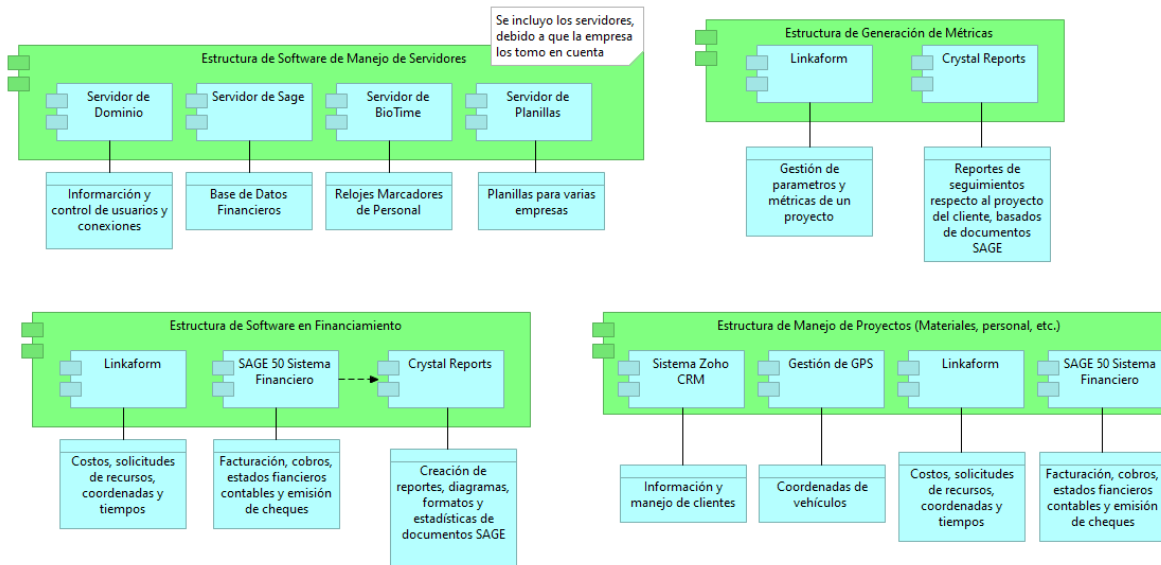 Se incluyo los servidores,
debido a que la empresa
los tomo en cuenta
Estructura de Software de Manejo de Servidores
Servidor de
Dominio
Servidor de Sage
Servidor de
BioTime
Servidor de
Planillas
Informarción y
control de usuarios y
conexiones
Base de Datos
Financieros
Relojes Marcadores
de Personal
Planillas para varias
empresas
Estructura de Generación de Métricas
Linkaform
Crystal Reports
Gestión de
parametros y
métricas de un
proyecto
Reportes de
seguimientos
respecto al proyecto
del cliente, basados
de documentos
SAGE
Estructura de Software en Financiamiento
Linkaform
SAGE 50 Sistema
Financiero
Crystal Reports
Costos, solicitudes
de recursos,
coordenadas y
tiempos
Facturación, cobros,
estados fiancieros
contables y emisión
de cheques
Creación de
reportes, diagramas,
formatos y
estadísticas de
documentos SAGE
Estructura de Manejo de Proyectos (Materiales, personal, etc.)
Sistema Zoho
CRM
Gestión de GPS
Linkaform
SAGE 50 Sistema
Financiero
Información y
manejo de clientes
Coordenadas de
vehículos
Costos, solicitudes
de recursos,
coordenadas y
tiempos
Facturación, cobros,
estados fiancieros
contables y emisión
de cheques